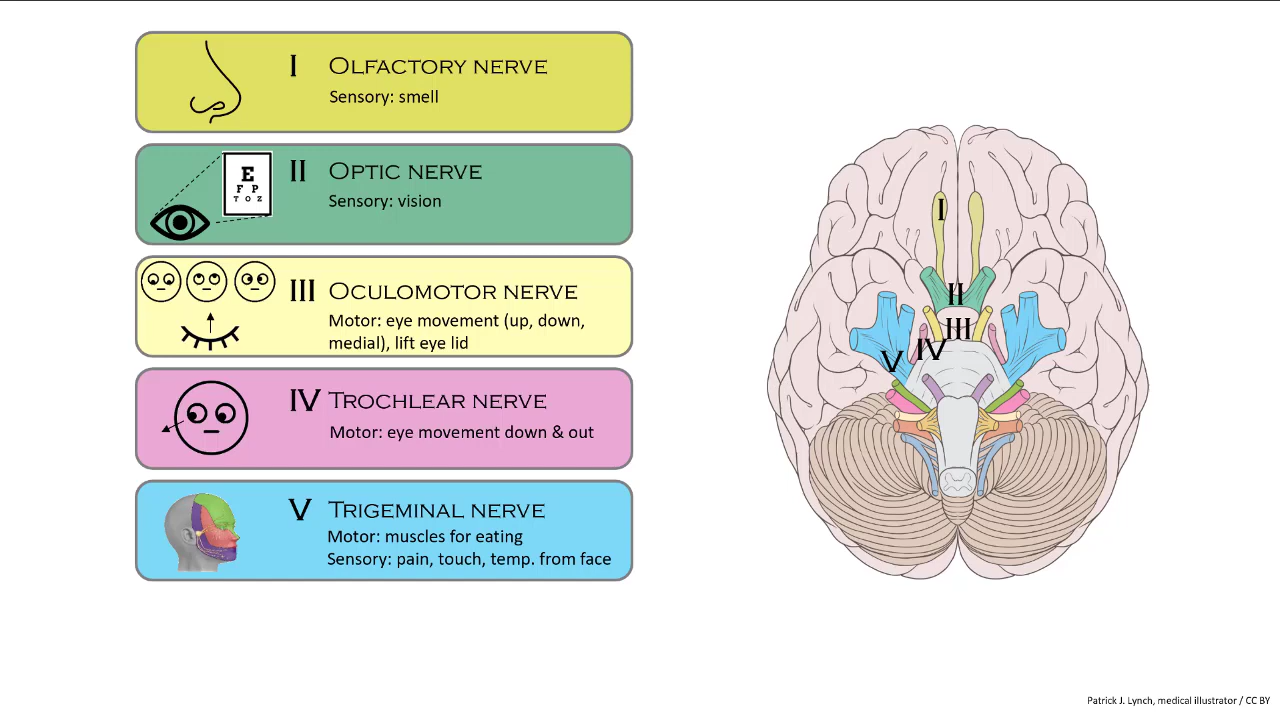 I OLFACTORY NERVE
Sensory: smell
E
F P
T O Z
II OPTIC NERVE
Sensory: vision
III OCULOMOTOR NERVE
Motor: eye movement (up, down,
medial), lift eye lid
IV TROCHLEAR NERVE
Motor: eye movement down & out
V TRIGEMINAL NERVE
Motor: muscles for eating
Sensory: pain, touch, temp. from face
I
II
III
IV
V
Patrick J. Lynch, medical illustrator / CC BY